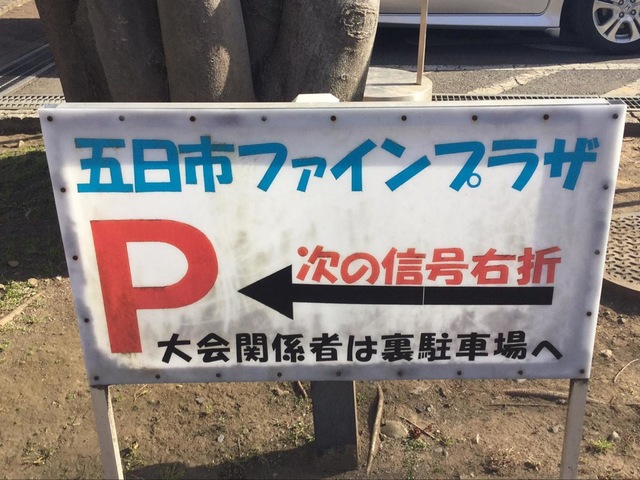 五日市ファインプラザ
P
次の信号右折
大会関係者は裏駐車場へ